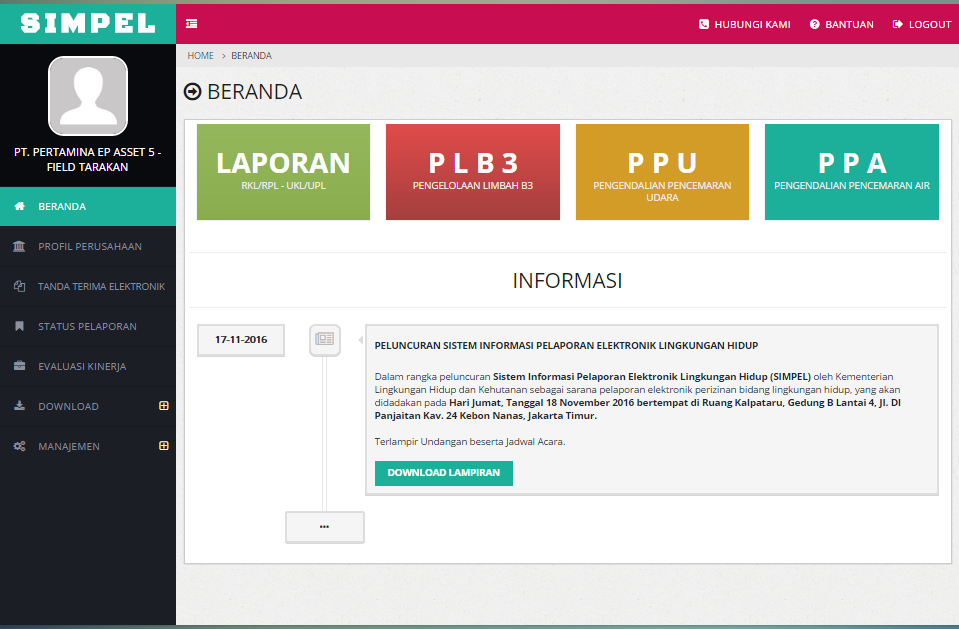 SIMPEL
HUBUNGI KAMI
BANTUAN
LOGOUT
HOME > BERANDA
PT. PERTAMINA EP ASSET 5 -
FIELD TARAKAN
BERANDA
PROFIL PERUSAHAAN
TANDA TERIMA ELEKTRONIK
STATUS PELAPORAN
EVALUASI KINERJA
DOWNLOAD
MANAJEMEN
BERANDA
LAPORAN
RKL/RPL - UKL/UPL
P L B 3
PENGELOLAAN LIMBAH B3
P P U
PENGENDALIAN PENCEMARAN
UDARA
P P A
PENGENDALIAN PENCEMARAN AIR
INFORMASI
17-11-2016
PELUNCURAN SISTEM INFORMASI PELAPORAN ELEKTRONIK LINGKUNGAN HIDUP
Dalam rangka peluncuran Sistem Informasi Pelaporan Elektronik Lingkungan Hidup (SIMPEL) oleh Kementerian
Lingkungan Hidup dan Kehutanan sebagai sarana pelaporan elektronik perizinan bidang lingkungan hidup, yang akan
didadakan pada Hari Jumat, Tanggal 18 November 2016 bertempat di Ruang Kalpataru, Gedung B Lantai 4, Jl. DI
Panjaitan Kav. 24 Kebon Nanas, Jakarta Timur.
Terlampir Undangan beserta Jadwal Acara.
DOWNLOAD LAMPIRAN
...